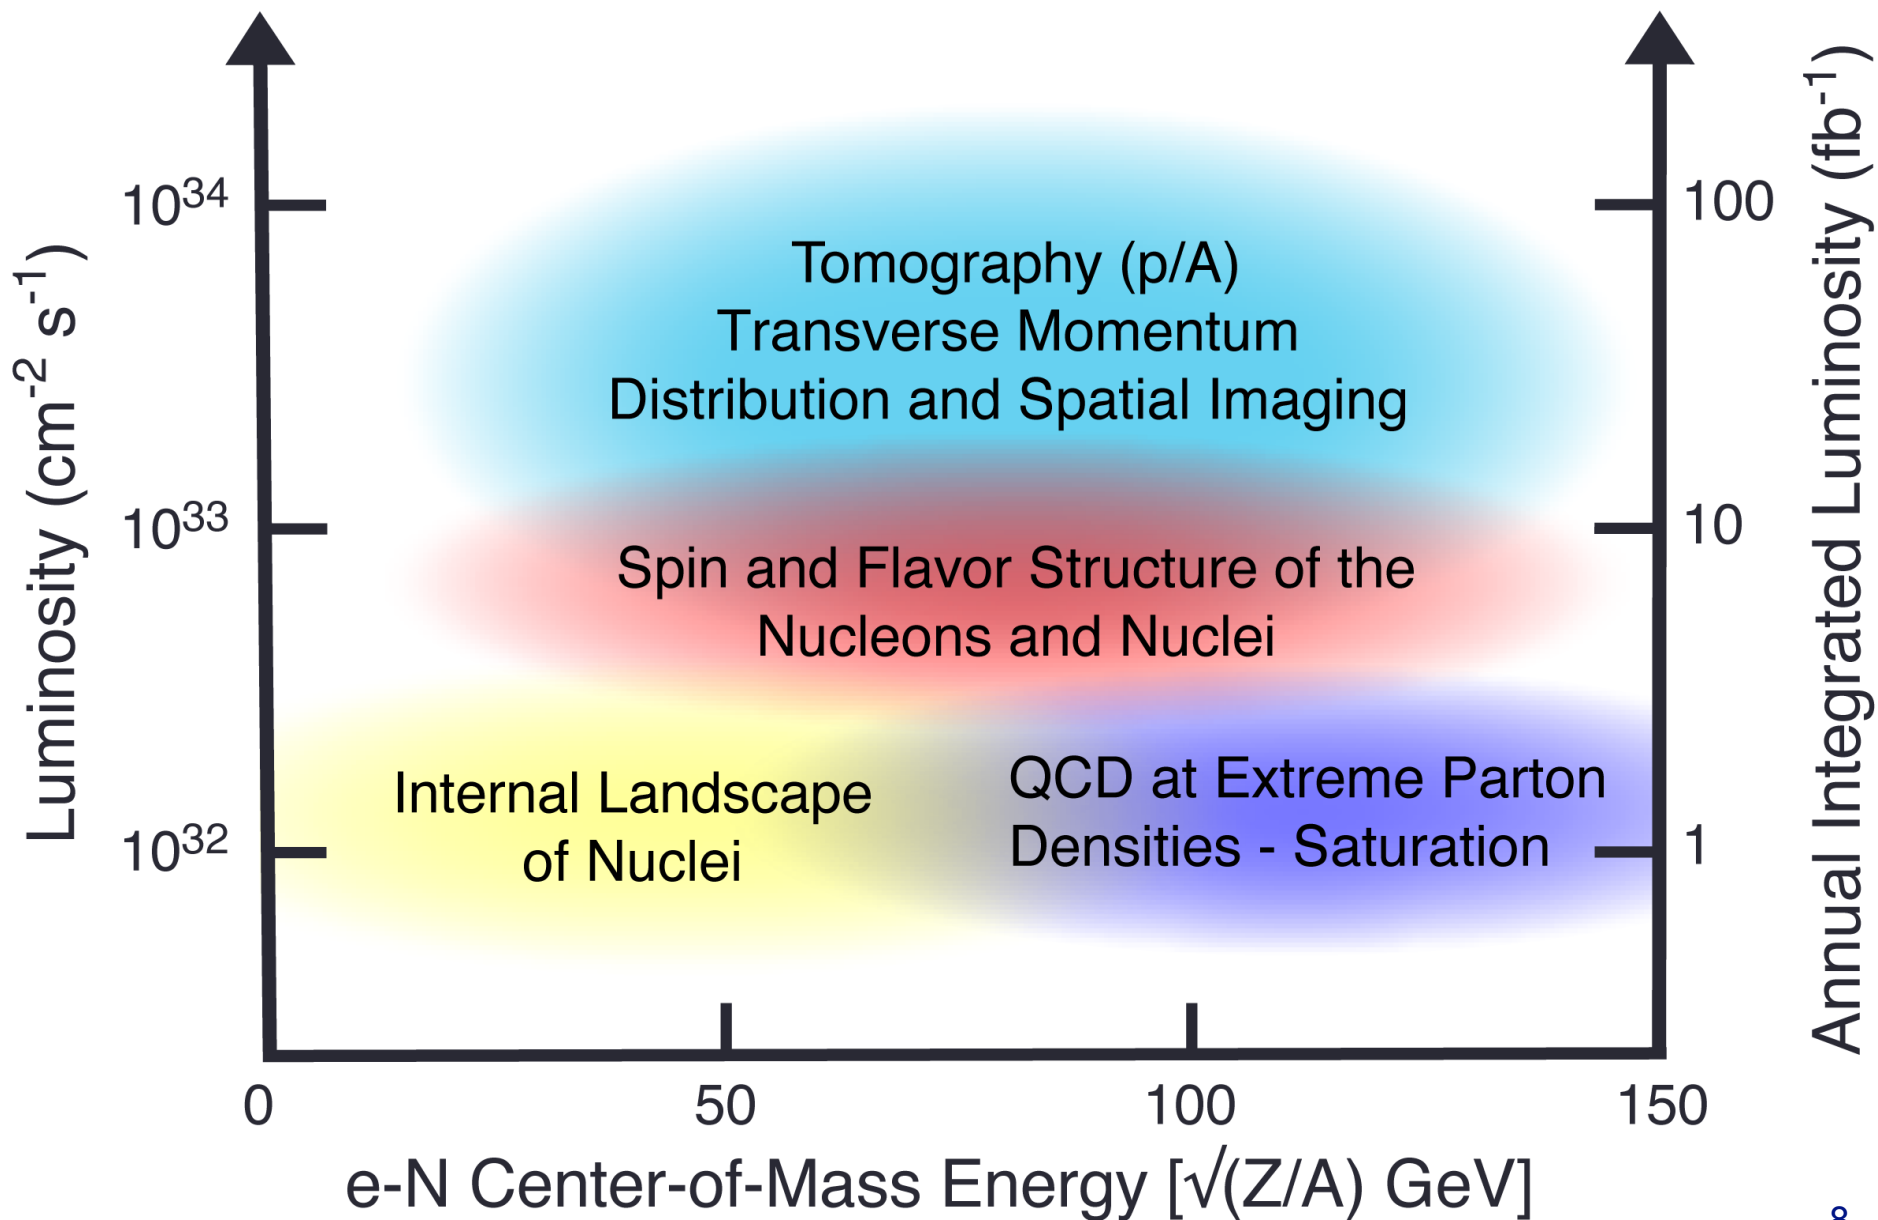 Luminosity (cm⁻² s⁻¹)
10³⁴
10³³
10³²
Tomography (p/A)
Transverse Momentum
Distribution and Spatial Imaging
Spin and Flavor Structure of the
Nucleons and Nuclei
Internal Landscape
of Nuclei
QCD at Extreme Parton
Densities - Saturation
100
10
1
Annual Integrated Luminosity (fb⁻¹)
0 50 100 150
e-N Center-of-Mass Energy [√(Z/A) GeV]